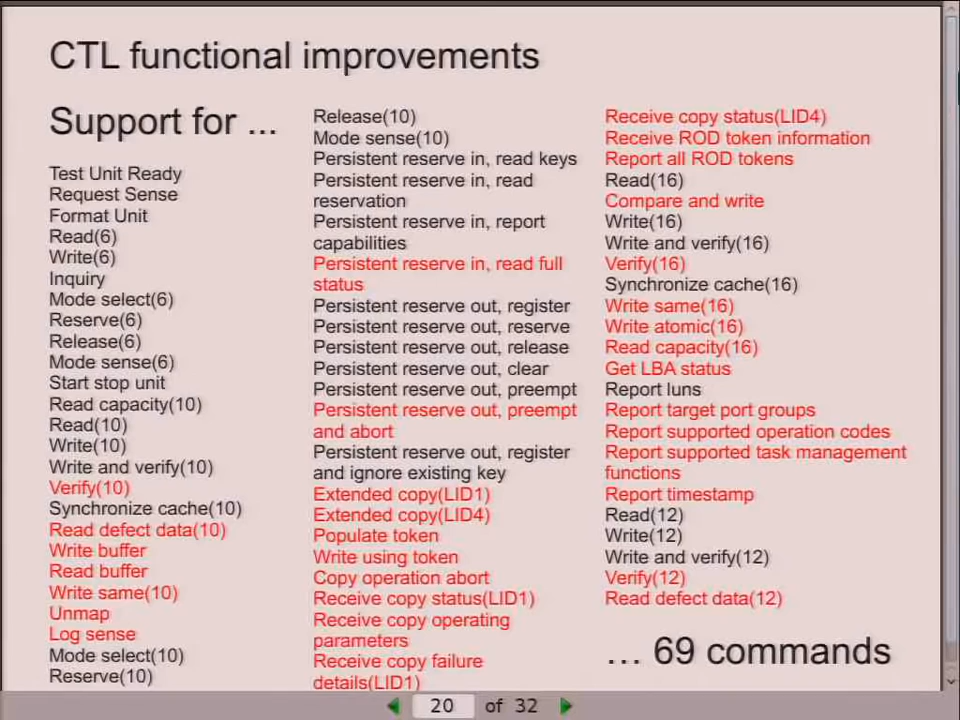 CTL functional improvements
Support for ...
Test Unit Ready
Request Sense
Format Unit
Read(6)
Write(6)
Inquiry
Mode select(6)
Reserve(6)
Release(6)
Mode sense(6)
Start stop unit
Read capacity(10)
Read(10)
Write(10)
Write and verify(10)
Verify(10)
Synchronize cache(10)
Read defect data(10)
Write buffer
Read buffer
Write same(10)
Unmap
Log sense
Mode select(10)
Reserve(10)
Release(10)
Mode sense(10)
Persistent reserve in, read keys
Persistent reserve in, read
reservation
Persistent reserve in, report
capabilities
Persistent reserve in, read full
status
Persistent reserve out, register
Persistent reserve out, reserve
Persistent reserve out, release
Persistent reserve out, clear
Persistent reserve out, preempt
Persistent reserve out, preempt
and abort
Persistent reserve out, register
and ignore existing key
Extended copy(LID1)
Extended copy(LID4)
Populate token
Write using token
Copy operation abort
Receive copy status(LID1)
Receive copy operating
parameters
Receive copy failure
details(LID1)
Receive copy status(LID4)
Receive ROD token information
Report all ROD tokens
Read(16)
Compare and write
Write(16)
Write and verify(16)
Verify(16)
Synchronize cache(16)
Write same(16)
Write atomic(16)
Read capacity(16)
Get LBA status
Report luns
Report target port groups
Report supported operation codes
Report supported task management
functions
Report timestamp
Read(12)
Write(12)
Write and verify(12)
Verify(12)
Read defect data(12)
... 69 commands
20 of 32